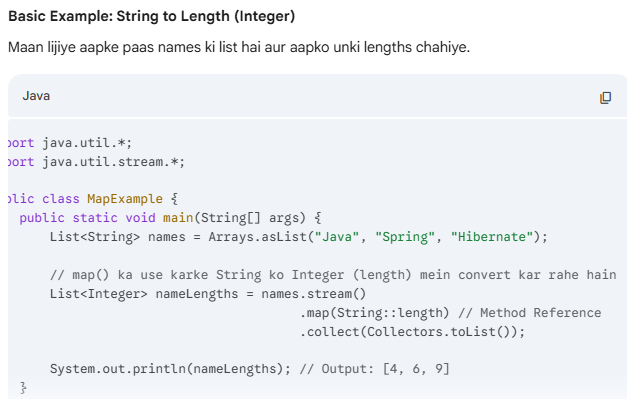 Basic Example: String to Length (Integer)
Maan lijiye aapke paas names ki list hai aur aapko unki lengths chahiye.
Java
port java.util.*;
port java.util.stream.*;
blic class MapExample {
public static void main(String[] args) {
List<String> names = Arrays.asList("Java", "Spring", "Hibernate");
// map() ka use karke String ko Integer (length) mein convert kar rahe hain
List<Integer> nameLengths = names.stream()
.map(String::length) // Method Reference
.collect(Collectors.toList());
System.out.println(nameLengths); // Output: [4, 6, 9]
}